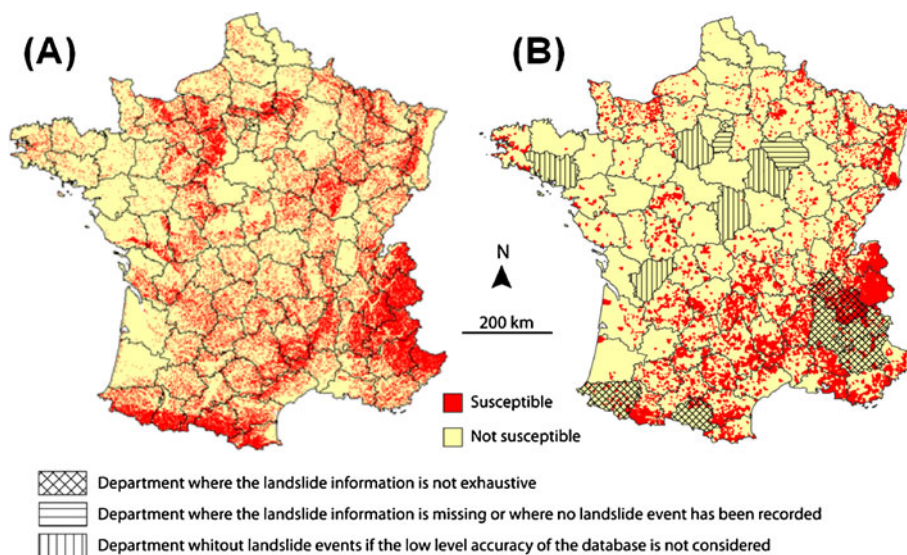 (A)
(B)
N
200 km
Susceptible
Not susceptible
Department where the landslide information is not exhaustive
Department where the landslide information is missing or where no landslide event has been recorded
Department whitout landslide events if the low level accuracy of the database is not considered